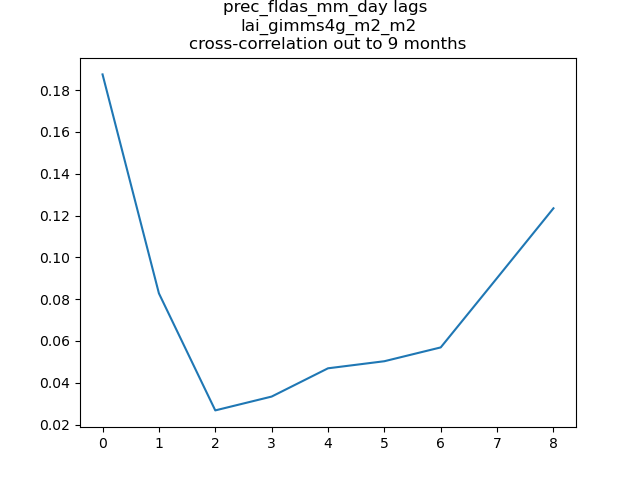 prec_fldas_mm_day lags
lai_gimms4g_m2_m2
cross-correlation out to 9 months
0.18
0.16
0.14
0.12
0.10
0.08
0.06
0.04
0.02
0 1 2 3 4 5 6 7 8